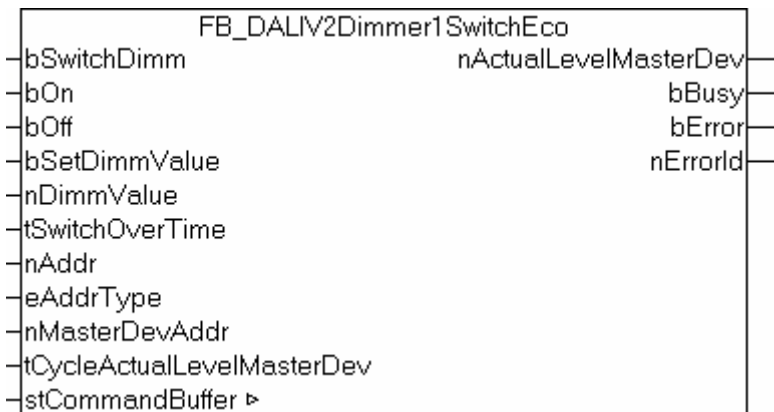 FB_DALIV2Dimmer1SwitchEco
bSwitchDimm nActualLevelMasterDev
bOn bBusy
bOff bError
bSetDimmValue nErrorId
nDimmValue
tSwitchOverTime
nAddr
eAddrType
nMasterDevAddr
tCycleActualLevelMasterDev
stCommandBuffer ▹